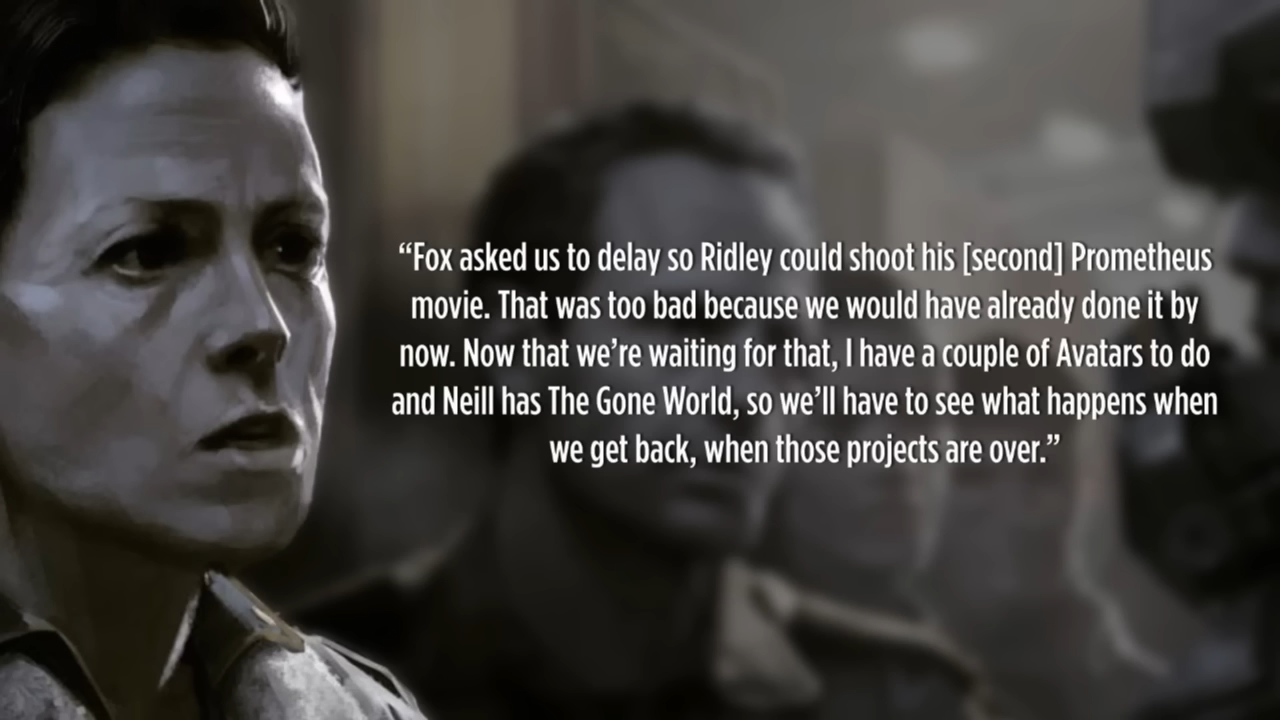 “Fox asked us to delay so Ridley could shoot his [second] Prometheus
movie. That was too bad because we would have already done it by
now. Now that we’re waiting for that, I have a couple of Avatars to do
and Neill has The Gone World, so we’ll have to see what happens when
we get back, when those projects are over.”